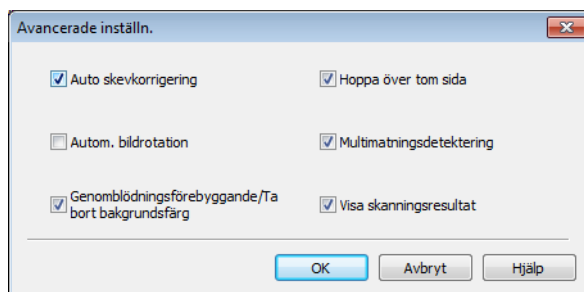 Avancerade inställn.
Auto skevkorrigering
Hoppa över tom sida
Autom. bildrotation
Multimatningsdetektering
Genomblödningsförebyggande/Ta
bort bakgrundsfärg
Visa skanningsresultat
OK
Avbryt
Hjälp